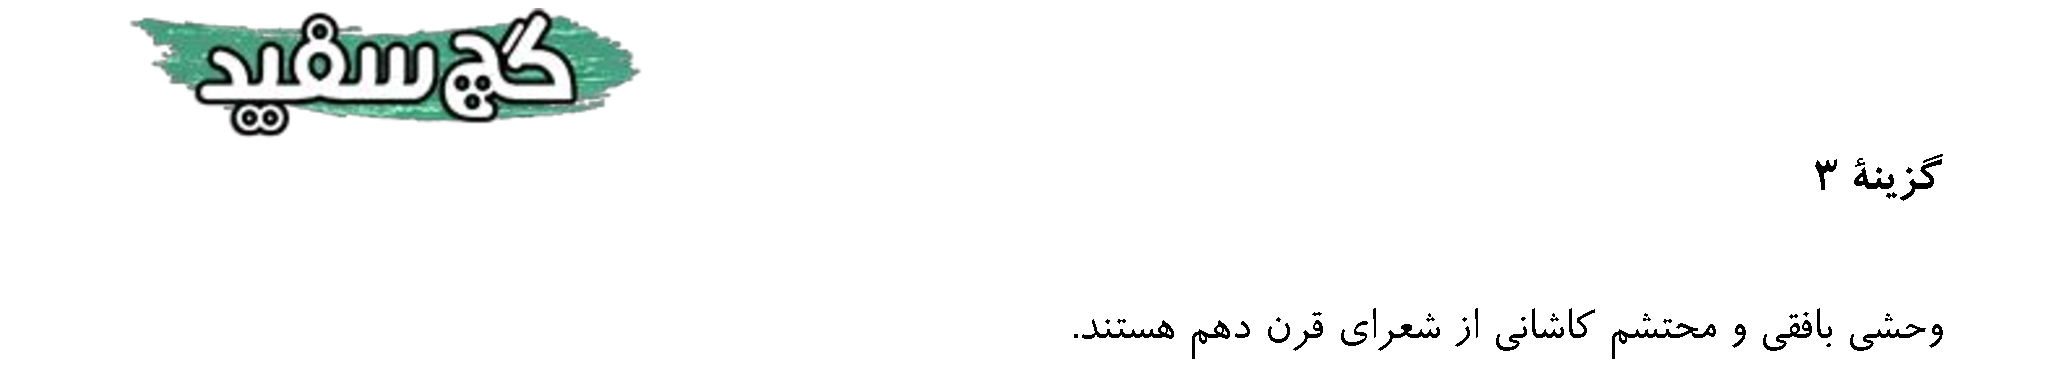 گچ سفید
گزینهٔ ۳
وحشی بافقی و محتشم کاشانی از شعرای قرن دهم هستند.